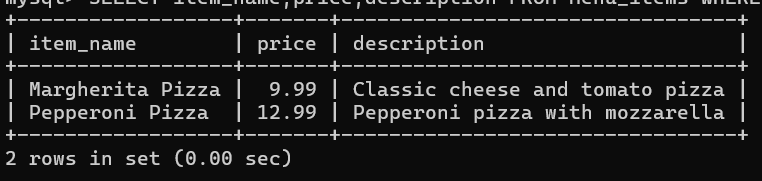 mysql> SELECT item_name,price,description FROM menu_items WHERE
+------------------+-------+----------------------------------+
| item_name        | price | description                      |
+------------------+-------+----------------------------------+
| Margherita Pizza |  9.99 | Classic cheese and tomato pizza |
| Pepperoni Pizza  | 12.99 | Pepperoni pizza with mozzarella |
+------------------+-------+----------------------------------+
2 rows in set (0.00 sec)